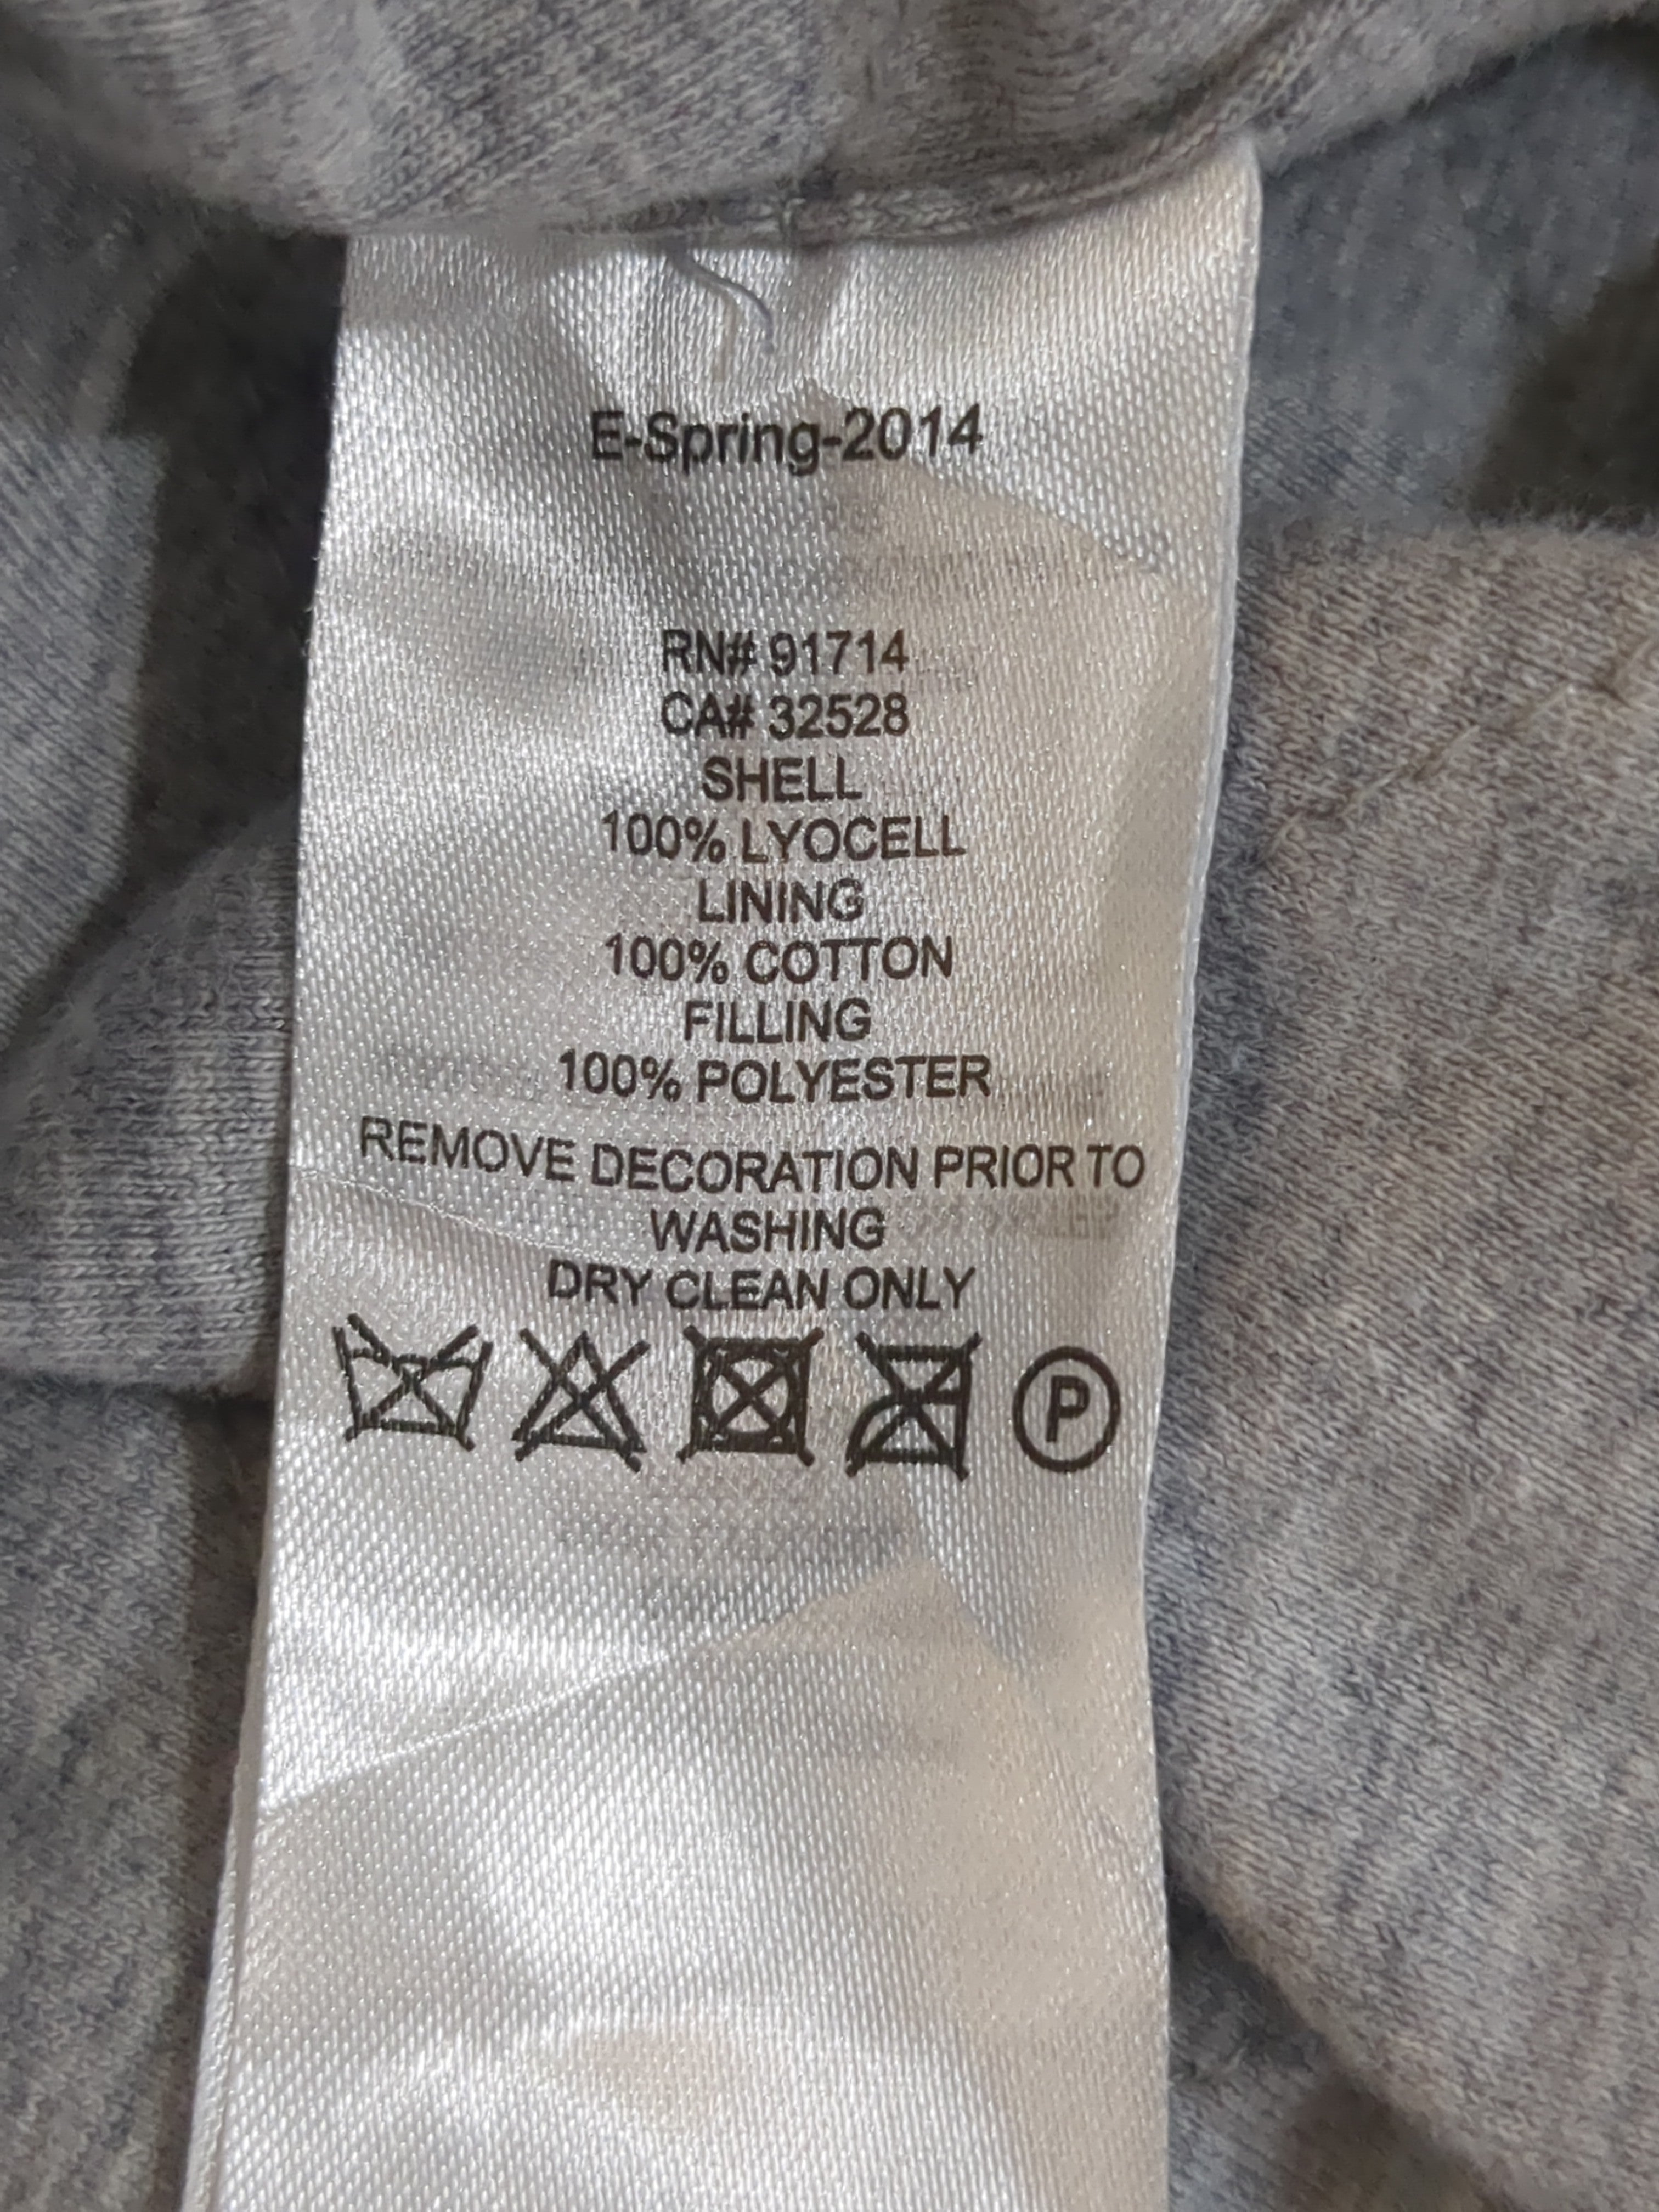 E-Spring-2014
RN# 91714
CA# 32528
SHELL
100% LYOCELL
LINING
100% COTTON
FILLING
100% POLYESTER
REMOVE DECORATION PRIOR TO
WASHING
DRY CLEAN ONLY
P